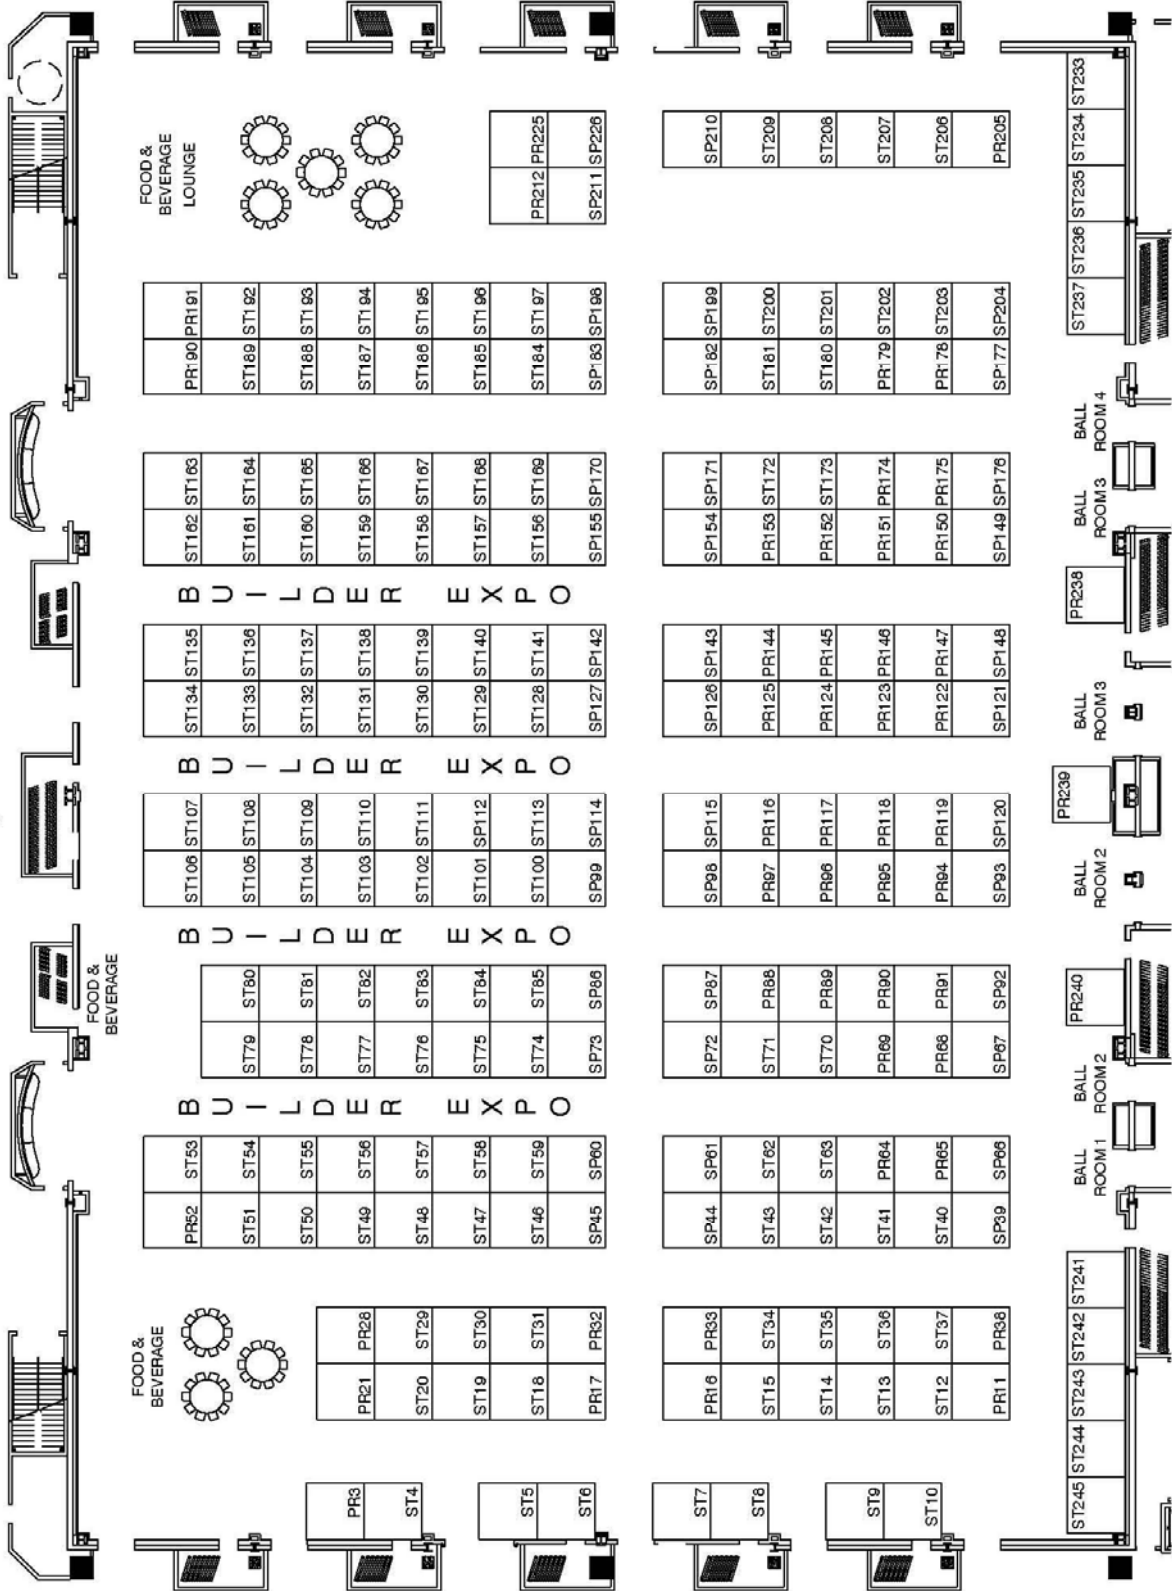 FOOD &
BEVERAGE
LOUNGE
PR212 PR225
SP211 SP226
SP210
ST209
ST208
ST207
ST206
PR205
ST233
ST234
ST235
ST236
ST237
PR190 PR191
ST189 ST192
ST188 ST193
ST187 ST194
ST186 ST195
ST185 ST196
ST184 ST197
SP183 SP198
SP182 SP199
ST181 ST200
ST180 ST201
PR179 ST202
PR178 ST203
SP177 SP204
BALL
ROOM 4
ST162 ST163
ST161 ST164
ST160 ST165
ST159 ST166
ST158 ST167
ST157 ST168
ST156 ST169
SP155 SP170
SP154 SP171
PR153 ST172
PR152 ST173
PR151 PR174
PR150 PR175
SP149 SP176
BALL
ROOM 3
BUILDER EXPO
PR238
ST134 ST135
ST133 ST136
ST132 ST137
ST131 ST138
ST130 ST139
ST129 ST140
ST128 ST141
SP127 SP142
SP126 SP143
PR125 PR144
PR124 PR145
PR123 PR146
PR122 PR147
SP121 SP148
BALL
ROOM 3
BUILDER EXPO
PR239
ST106 ST107
ST105 ST108
ST104 ST109
ST103 ST110
ST102 ST111
ST101 SP112
ST100 ST113
SP99 SP114
SP98 SP115
PR97 PR116
PR96 PR117
PR95 PR118
PR94 PR119
SP93 SP120
BALL
ROOM 2
BUILDER EXPO
FOOD &
BEVERAGE
ST79 ST80
ST78 ST81
ST77 ST82
ST76 ST83
ST75 ST84
ST74 ST85
SP73 SP86
SP72 SP87
ST71 PR88
ST70 PR89
PR69 PR90
PR68 PR91
SP67 SP92
PR240
BALL
ROOM 2
BUILDER EXPO
PR52 ST53
ST51 ST54
ST50 ST55
ST49 ST56
ST48 ST57
ST47 ST58
ST46 ST59
SP45 SP60
SP44 SP61
ST43 ST62
ST42 ST63
ST41 PR64
ST40 PR65
SP39 SP66
BALL
ROOM 1
FOOD &
BEVERAGE
PR21 PR28
ST20 ST29
ST19 ST30
ST18 ST31
PR17 PR32
PR16 PR33
ST15 ST34
ST14 ST35
ST13 ST36
ST12 ST37
PR11 PR38
ST241
ST242
ST243
ST244
ST245
PR3
ST4
ST5
ST6
ST7
ST8
ST9
ST10